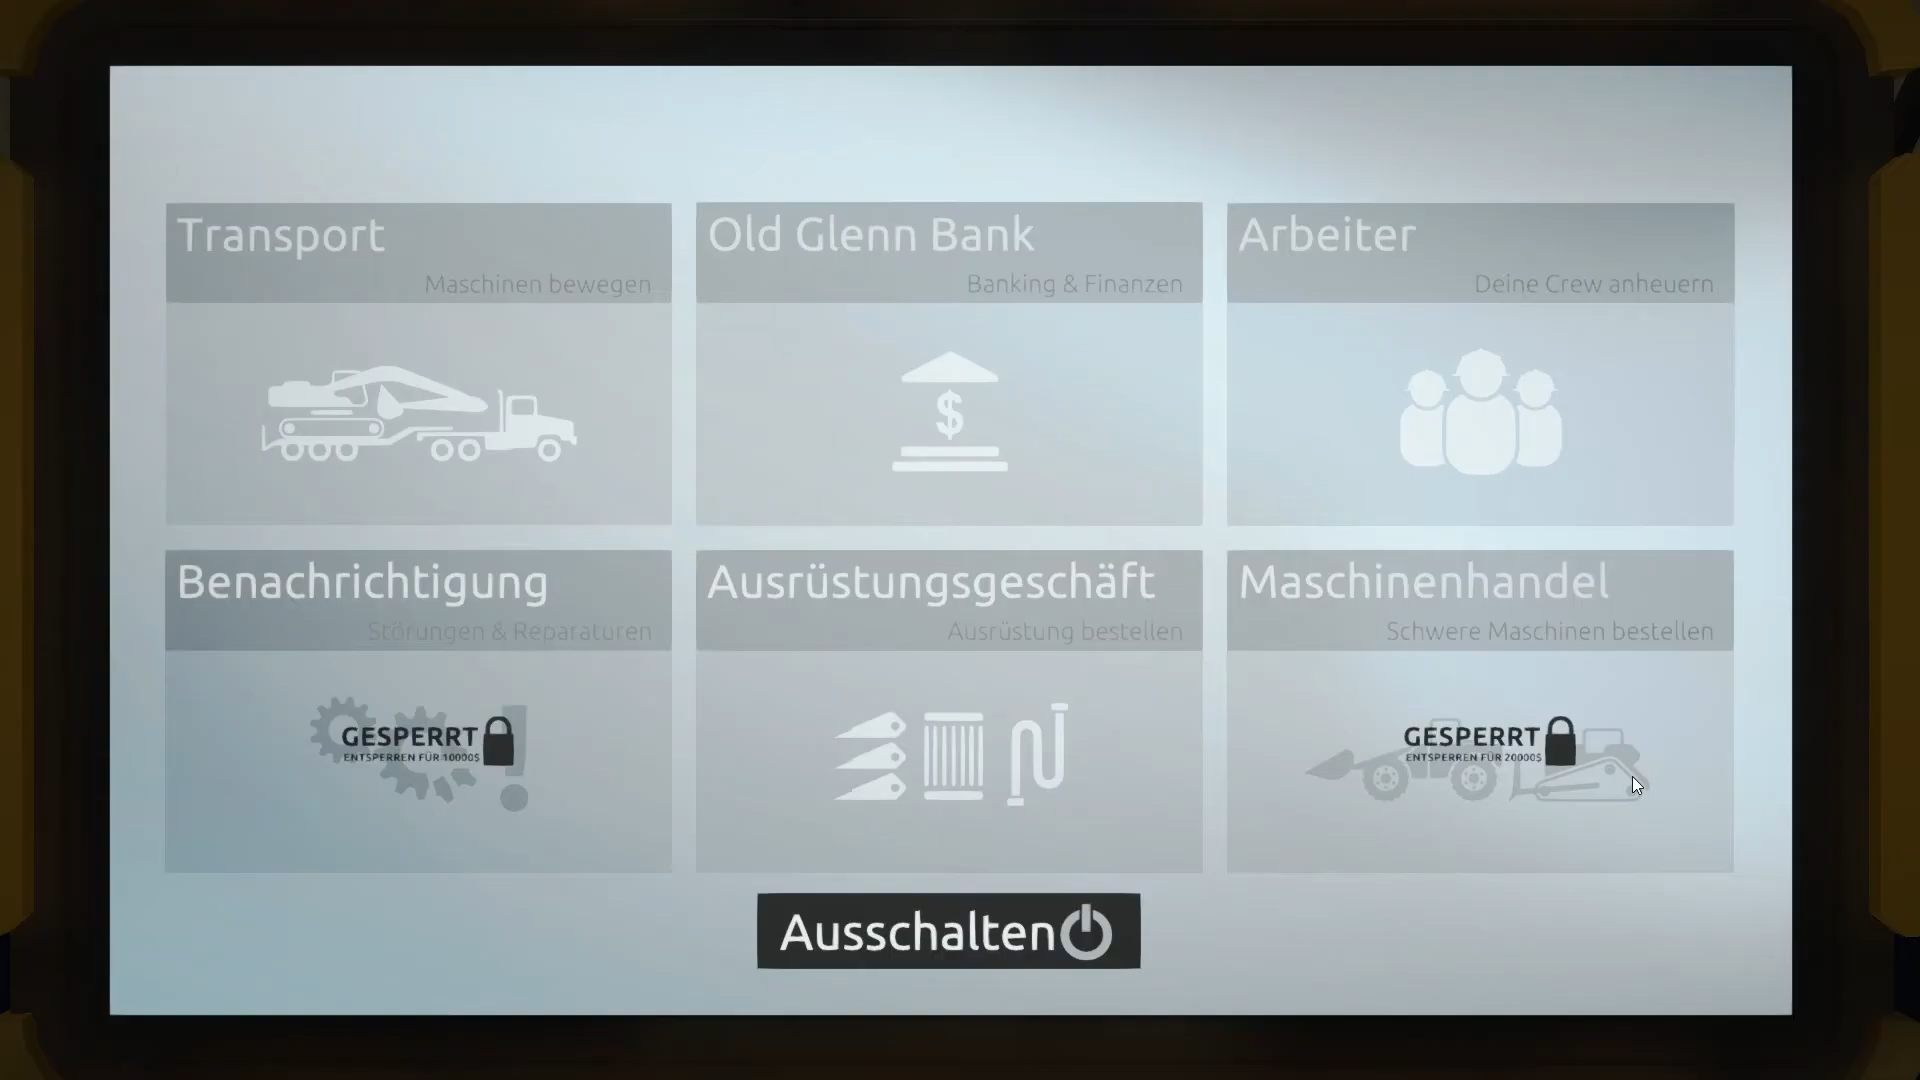 Transport
Maschinen bewegen
Old Glenn Bank
Banking & Finanzen
$
Arbeiter
Deine Crew anheuern
Benachrichtigung
Störungen & Reparaturen
GESPERRT
ENTSPERREN FÜR 10000$
Ausrüstungsgeschäft
Ausrüstung bestellen
Maschinenhandel
Schwere Maschinen bestellen
GESPERRT
ENTSPERREN FÜR 20000$
Ausschalten